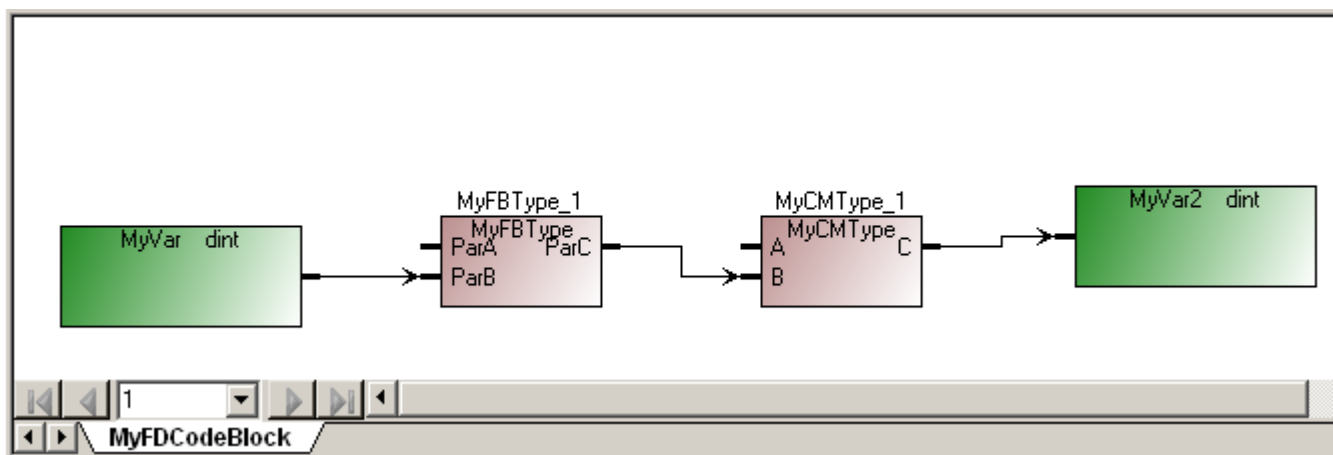 MyVar dint
MyFBType_1
MyFBType
ParA ParC
ParB
MyCMType_1
MyCMType
A C
B
MyVar2 dint
1
MyFDCodeBlock